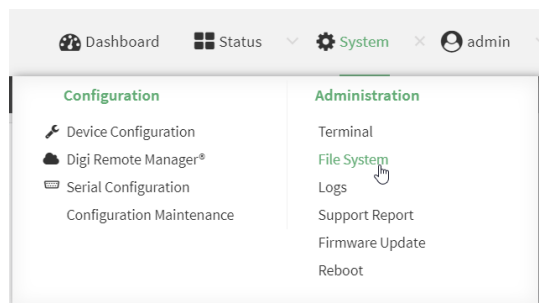 Dashboard Status System admin
Configuration
Device Configuration
Digi Remote Manager®
Serial Configuration
Configuration Maintenance
Administration
Terminal
File System
Logs
Support Report
Firmware Update
Reboot